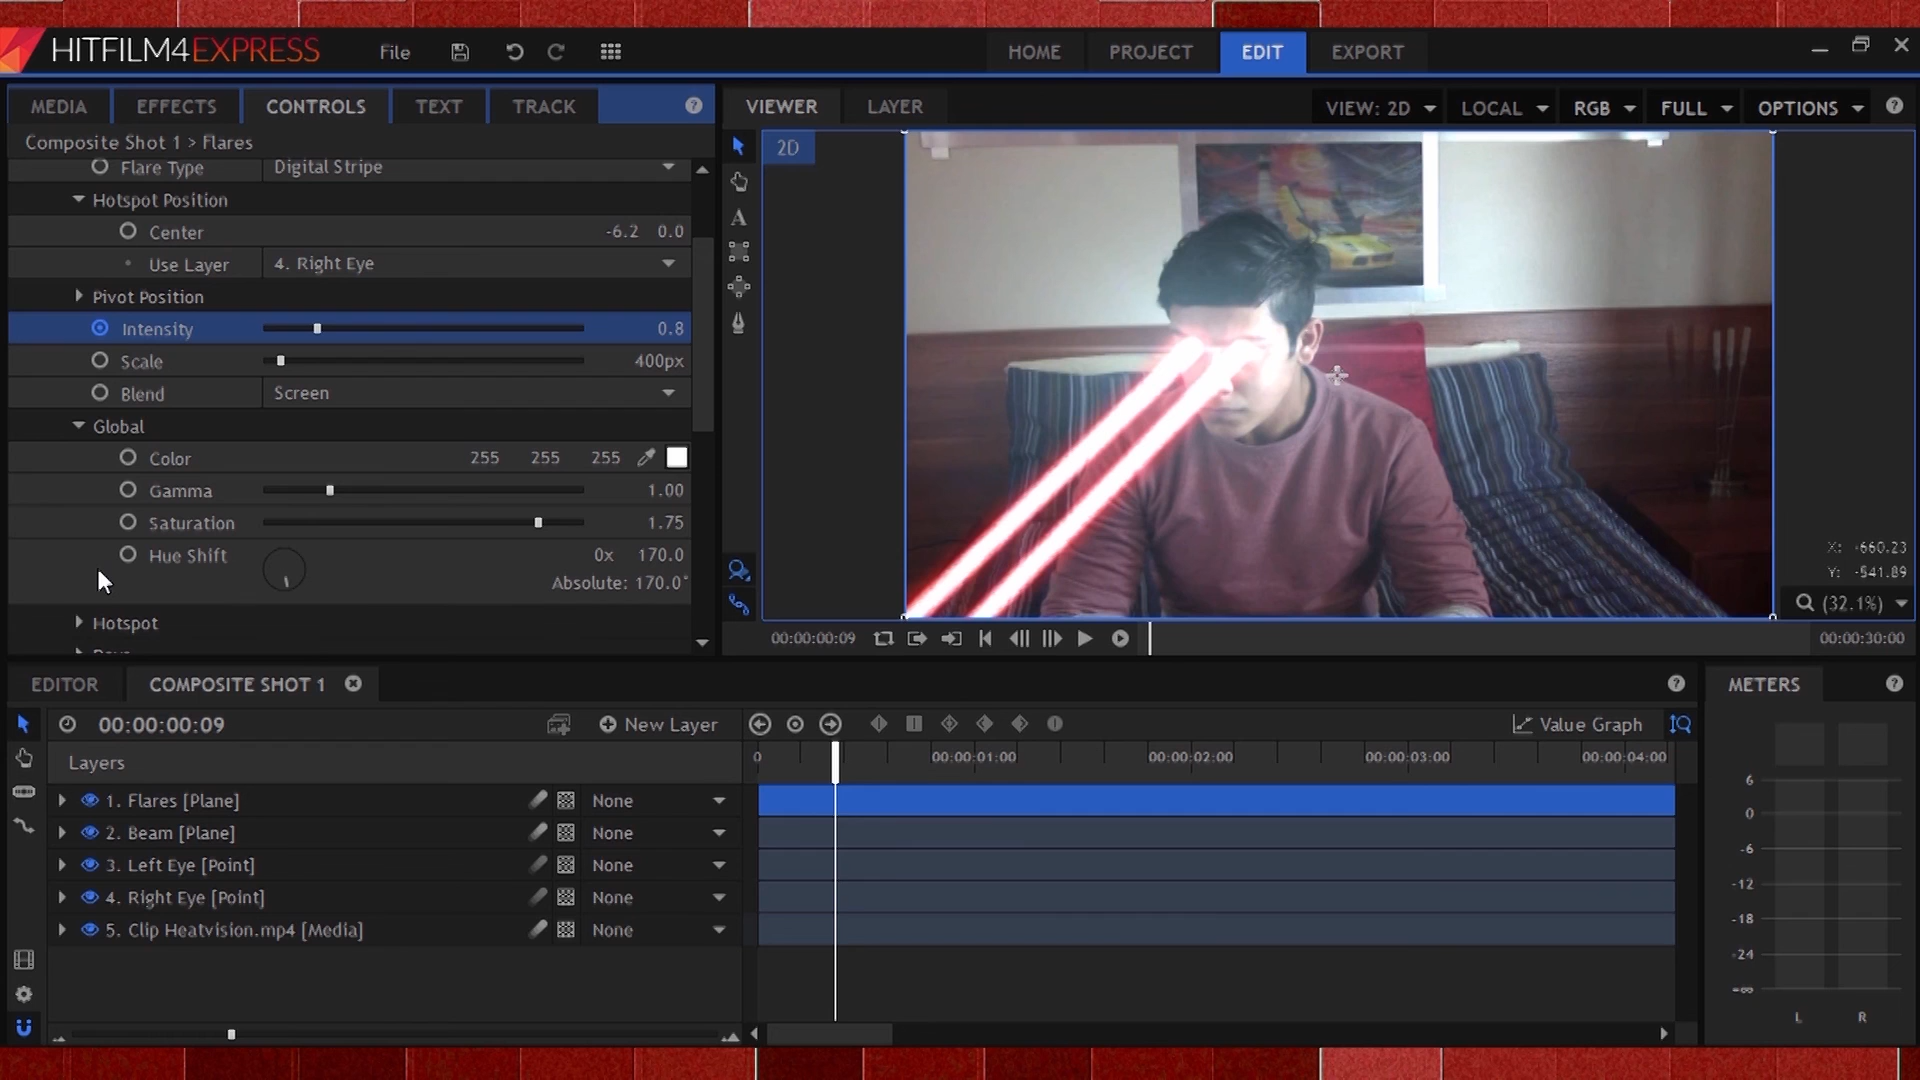 HITFILM4EXPRESS
File
HOME
PROJECT
EDIT
EXPORT
MEDIA
EFFECTS
CONTROLS
TEXT
TRACK
?
VIEWER
LAYER
VIEW: 2D
LOCAL
RGB
FULL
OPTIONS
?
Composite Shot 1 > Flares
2D
Flare Type Digital Stripe
Hotspot Position
Center -6.2 0.0
Use Layer 4. Right Eye
Pivot Position
Intensity 0.8
Scale 400px
Blend Screen
Global
Color 255 255 255
Gamma 1.00
Saturation 1.75
Hue Shift 0x 170.0
Absolute: 170.0°
Hotspot
A
X: -660.23
Y: -541.89
(32.1%)
00:00:00:09
00:00:30:00
EDITOR
COMPOSITE SHOT 1
?
METERS
?
00:00:00:09
New Layer
Value Graph
Layers
0 00:00:01:00 00:00:02:00 00:00:03:00 00:00:04:00
1. Flares [Plane] None
2. Beam [Plane] None
3. Left Eye [Point] None
4. Right Eye [Point] None
5. Clip Heatvision.mp4 [Media] None
6
0
-6
-12
-18
-24
-∞
L R